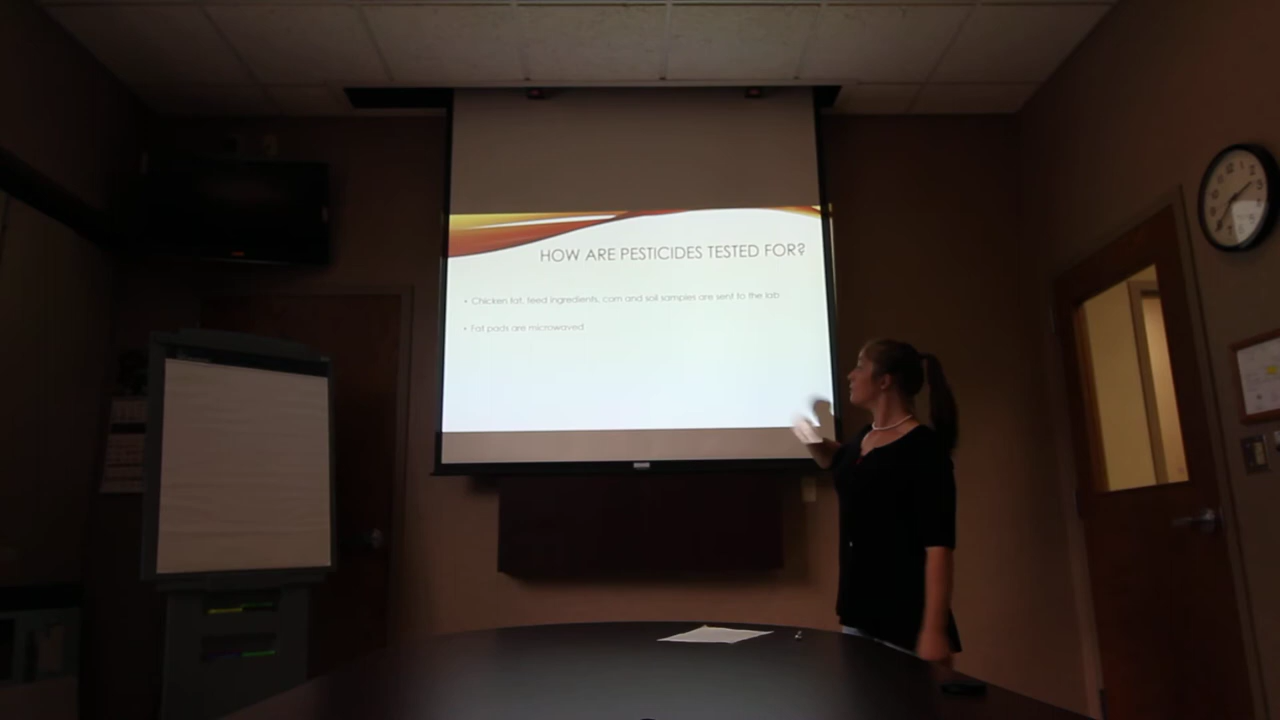 HOW ARE PESTICIDES TESTED FOR?
• Chicken fat, feed ingredients, corn and soil samples are sent to the lab
• Fat pads are microwaved